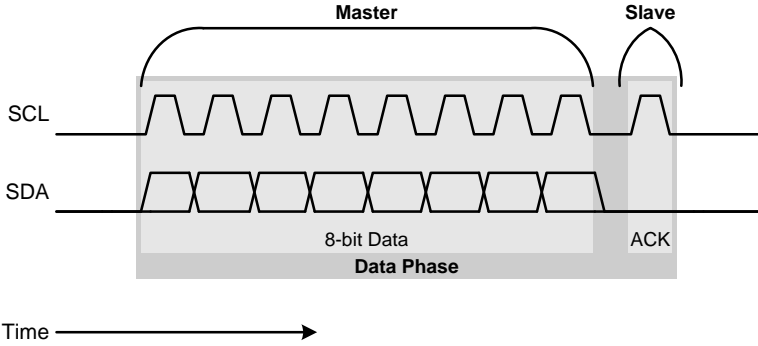 Master Slave
SCL
SDA
8-bit Data ACK
Data Phase
Time